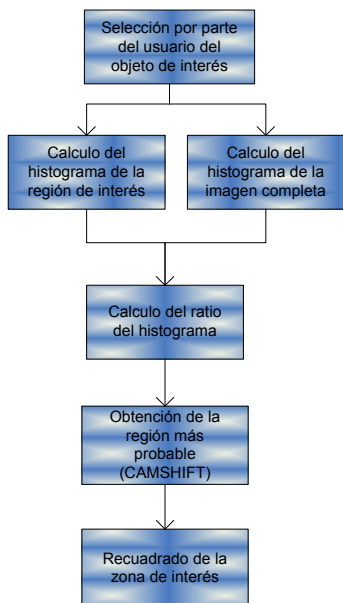 Selección por parte
del usuario del
objeto de interés
Calculo del
histograma de la
región de interés
Calculo del
histograma de la
imagen completa
Calculo del ratio
del histograma
Obtención de la
región más
probable
(CAMSHIFT)
Recuadrado de la
zona de interés